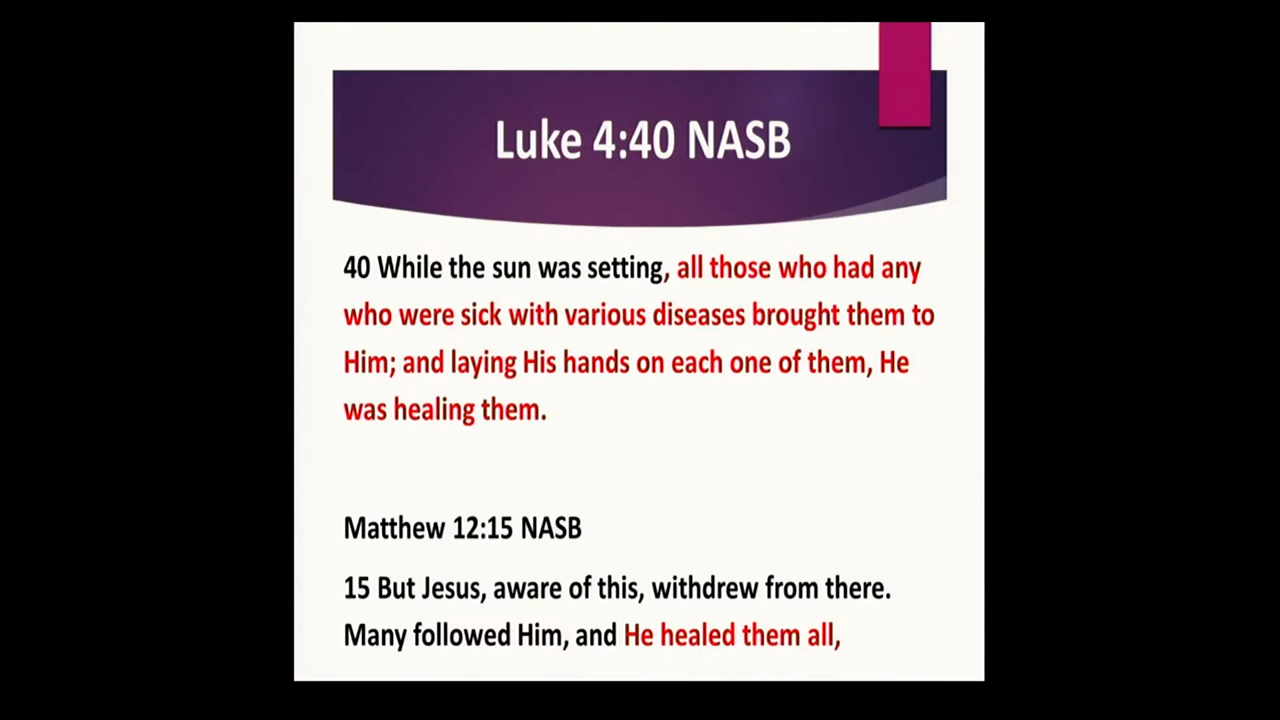 Luke 4:40 NASB
40 While the sun was setting, all those who had any
who were sick with various diseases brought them to
Him; and laying His hands on each one of them, He
was healing them.
Matthew 12:15 NASB
15 But Jesus, aware of this, withdrew from there.
Many followed Him, and He healed them all,